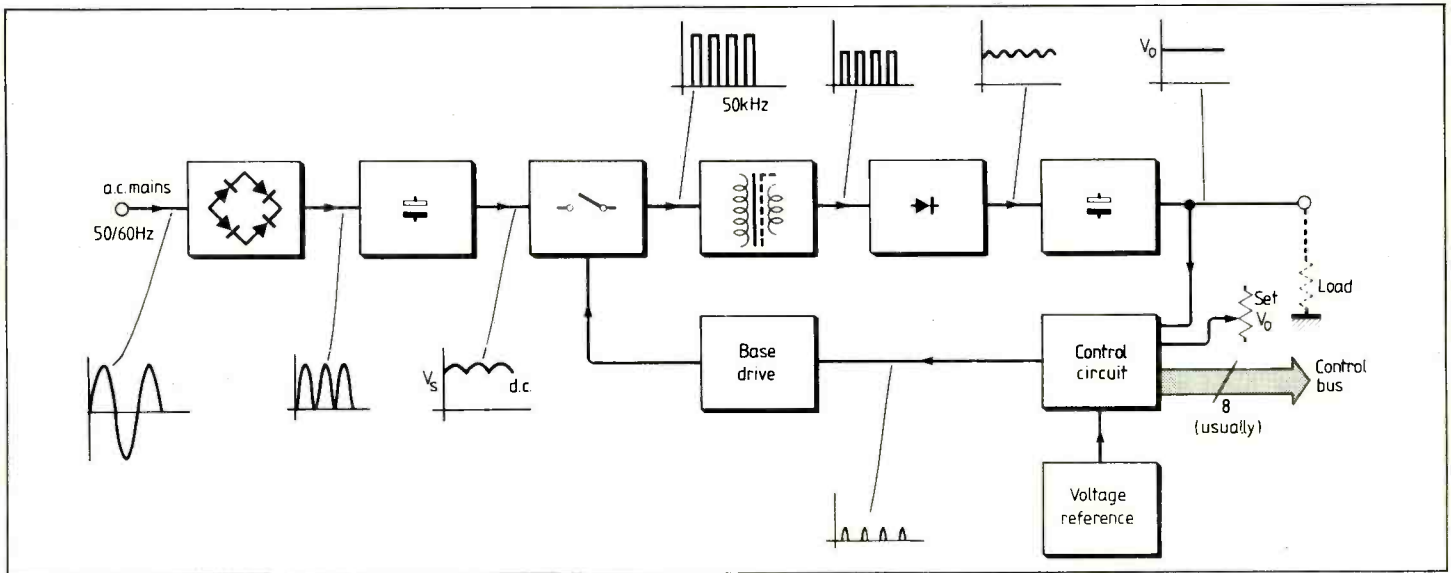 V₀
50kHz
a.c. mains
50/60Hz
Vₛ
d.c.
Base
drive
Control
circuit
Set
V₀
Load
Control
bus
8
(usually)
Voltage
reference